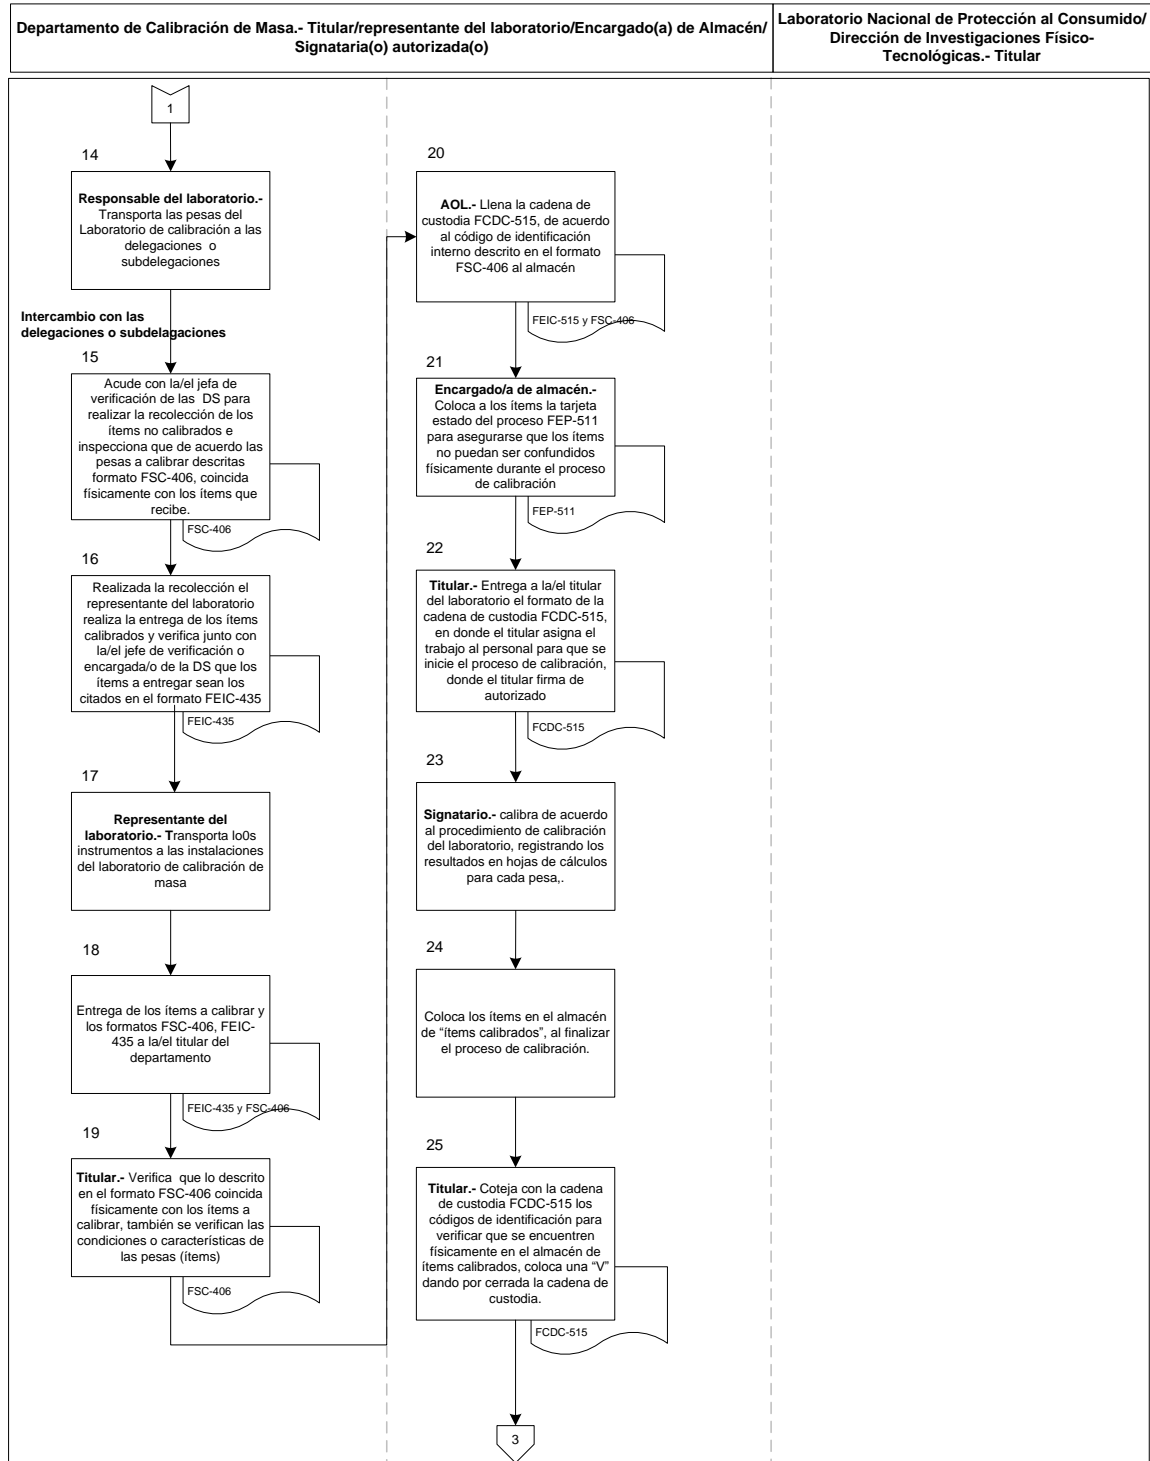 Departamento de Calibración de Masa.- Titular/representante del laboratorio/Encargado(a) de Almacén/
Signataria(o) autorizada(o)
Laboratorio Nacional de Protección al Consumido/
Dirección de Investigaciones Físico-
Tecnológicas.- Titular
1
14
Responsable del laboratorio.-
Transporta las pesas del
Laboratorio de calibración a las
delegaciones o
subdelegaciones
Intercambio con las
delegaciones o subdelagaciones
15
Acude con la/el jefa de
verificación de las DS para
realizar la recolección de los
ítems no calibrados e
inspecciona que de acuerdo las
pesas a calibrar descritas
formato FSC-406, coincida
físicamente con los ítems que
recibe.
FSC-406
16
Realizada la recolección el
representante del laboratorio
realiza la entrega de los ítems
calibrados y verifica junto con
la/el jefe de verificación o
encargada/o de la DS que los
ítems a entregar sean los
citados en el formato FEIC-435
FEIC-435
17
Representante del
laboratorio.- Transporta lo0s
instrumentos a las instalaciones
del laboratorio de calibración de
masa
18
Entrega de los ítems a calibrar y
los formatos FSC-406, FEIC-
435 a la/el titular del
departamento
FEIC-435 y FSC-406
19
Titular.- Verifica que lo descrito
en el formato FSC-406 coincida
físicamente con los ítems a
calibrar, también se verifican las
condiciones o características de
las pesas (ítems)
FSC-406
20
AOL.- Llena la cadena de
custodia FCDC-515, de acuerdo
al código de identificación
interno descrito en el formato
FSC-406 al almacén
FEIC-515 y FSC-406
21
Encargado/a de almacén.-
Coloca a los ítems la tarjeta
estado del proceso FEP-511
para asegurarse que los ítems
no puedan ser confundidos
físicamente durante el proceso
de calibración
FEP-511
22
Titular.- Entrega a la/el titular
del laboratorio el formato de la
cadena de custodia FCDC-515,
en donde el titular asigna el
trabajo al personal para que se
inicie el proceso de calibración,
donde el titular firma de
autorizado
FCDC-515
23
Signatario.- calibra de acuerdo
al procedimiento de calibración
del laboratorio, registrando los
resultados en hojas de cálculos
para cada pesa,.
24
Coloca los ítems en el almacén
de “ítems calibrados”, al finalizar
el proceso de calibración.
25
Titular.- Coteja con la cadena
de custodia FCDC-515 los
códigos de identificación para
verificar que se encuentren
físicamente en el almacén de
ítems calibrados, coloca una “V”
dando por cerrada la cadena de
custodia.
FCDC-515
3